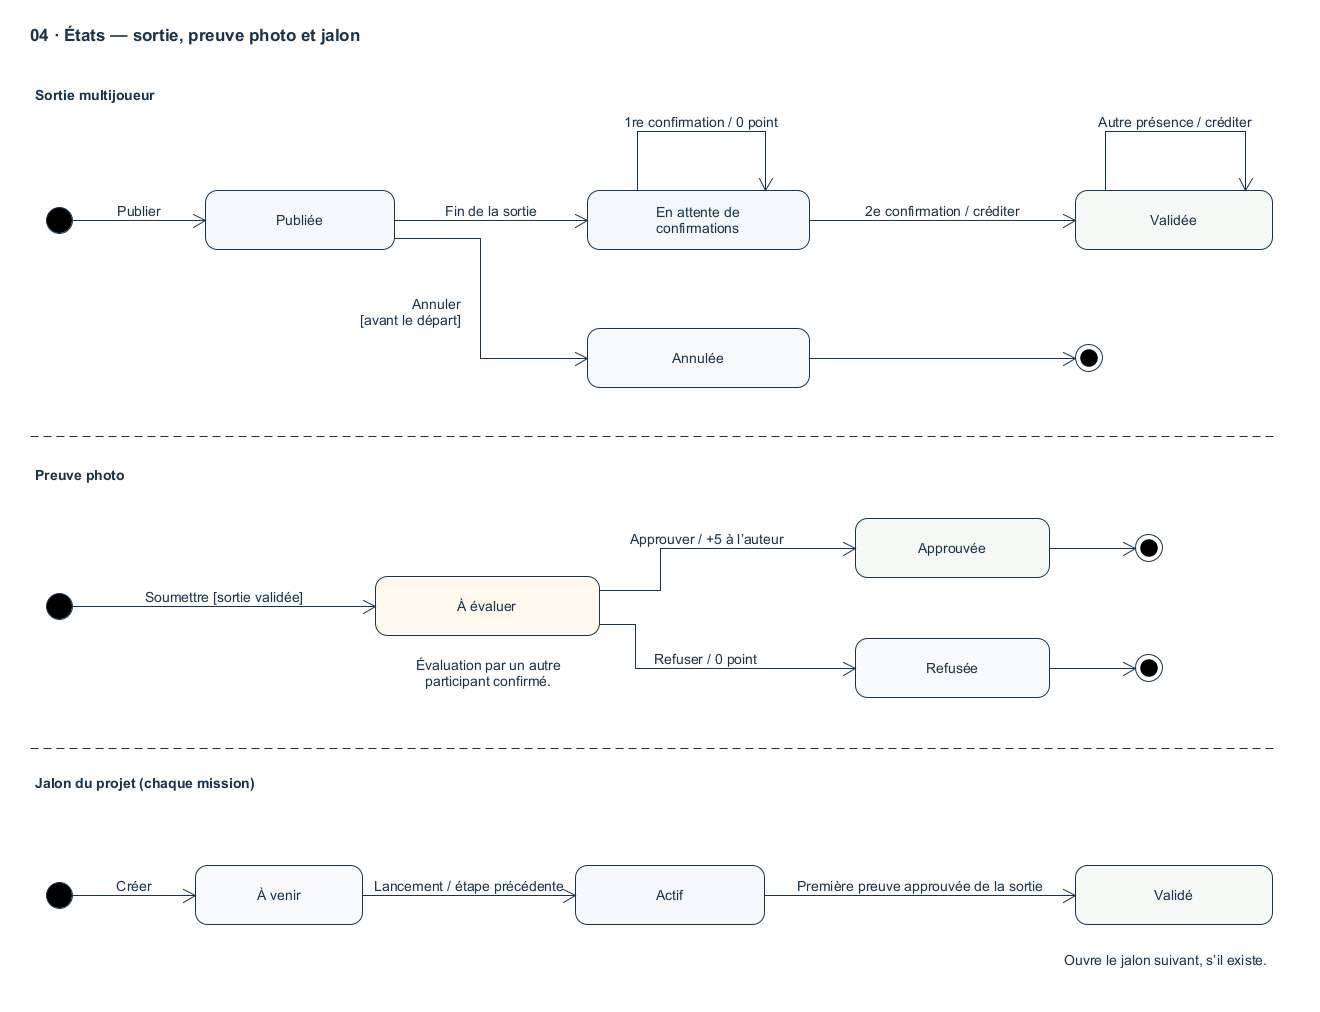 04 · États — sortie, preuve photo et jalon
Sortie multijoueur
1re confirmation / 0 point
Autre présence / créditer
Publier
Publiée
Fin de la sortie
En attente de
confirmations
2e confirmation / créditer
Validée
Annuler
[avant le départ]
Annulée
Preuve photo
Approuver / +5 à l’auteur
Approuvée
Soumettre [sortie validée]
À évaluer
Évaluation par un autre
participant confirmé.
Refuser / 0 point
Refusée
Jalon du projet (chaque mission)
Créer
À venir
Lancement / étape précédente
Actif
Première preuve approuvée de la sortie
Validé
Ouvre le jalon suivant, s’il existe.